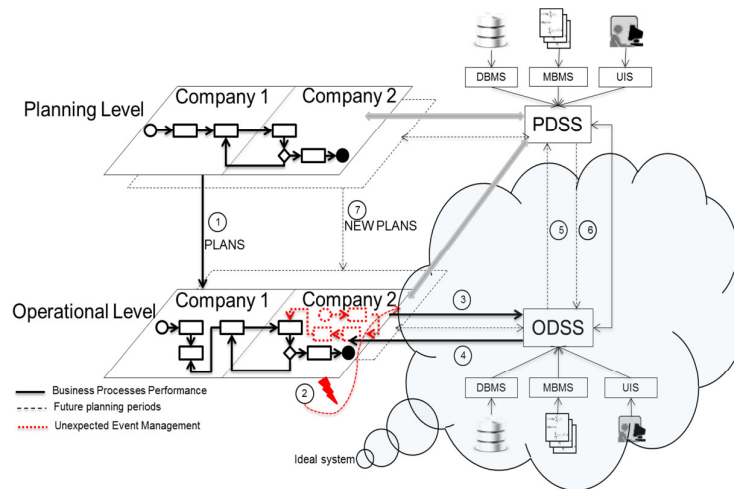 DBMS
MBMS
UIS
Planning Level
Company 1
Company 2
PDSS
1
PLANS
7
NEW PLANS
5
6
Operational Level
Company 1
Company 2
3
ODSS
4
2
DBMS
MBMS
UIS
Business Processes Performance
Future planning periods
Unexpected Event Management
Ideal system